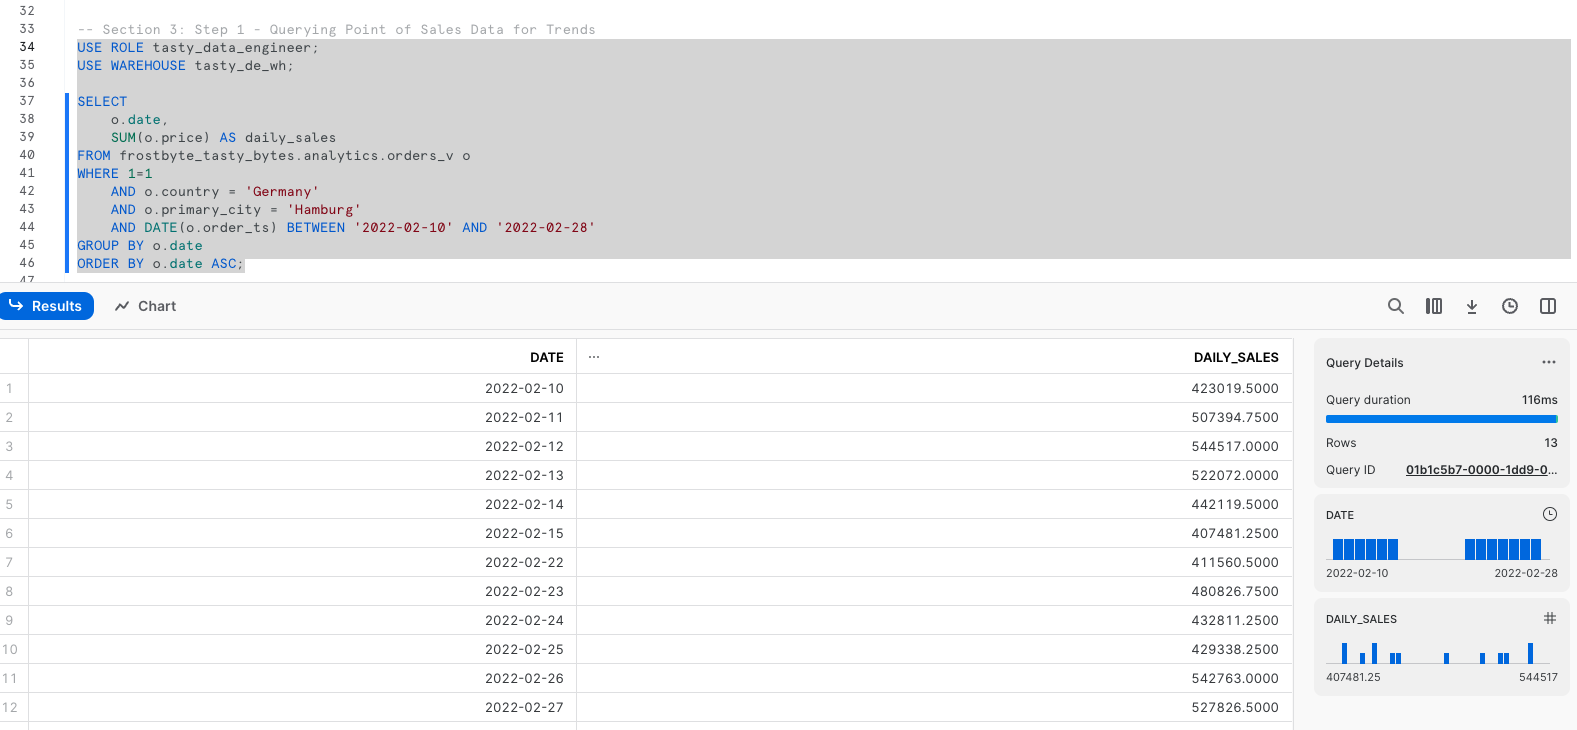 32
33 -- Section 3: Step 1 - Querying Point of Sales Data for Trends
34 USE ROLE tasty_data_engineer;
35 USE WAREHOUSE tasty_de_wh;
36
37 SELECT
38 o.date,
39 SUM(o.price) AS daily_sales
40 FROM frostbyte_tasty_bytes.analytics.orders_v o
41 WHERE 1=1
42 AND o.country = 'Germany'
43 AND o.primary_city = 'Hamburg'
44 AND DATE(o.order_ts) BETWEEN '2022-02-10' AND '2022-02-28'
45 GROUP BY o.date
46 ORDER BY o.date ASC;
47
Results Chart
DATE ... DAILY_SALES
1 2022-02-10 423019.5000
2 2022-02-11 507394.7500
3 2022-02-12 544517.0000
4 2022-02-13 522072.0000
5 2022-02-14 442119.5000
6 2022-02-15 407481.2500
7 2022-02-22 411560.5000
8 2022-02-23 480826.7500
9 2022-02-24 432811.2500
10 2022-02-25 429338.2500
11 2022-02-26 542763.0000
12 2022-02-27 527826.5000
Query Details ...
Query duration 116ms
Rows 13
Query ID 01b1c5b7-0000-1dd9-0...
DATE
2022-02-10 2022-02-28
DAILY_SALES #
407481.25 544517